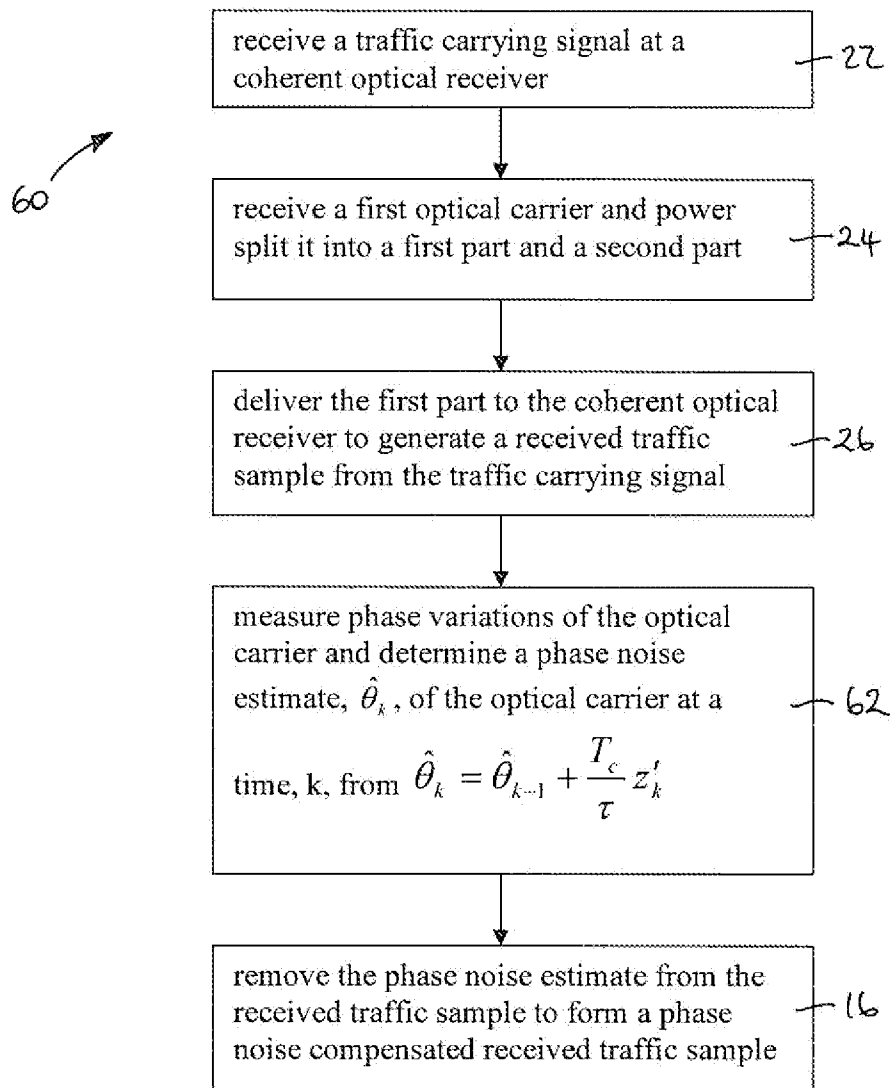 receive a traffic carrying signal at a
coherent optical receiver
22
60
receive a first optical carrier and power
split it into a first part and a second part
24
deliver the first part to the coherent optical
receiver to generate a received traffic
sample from the traffic carrying signal
26
measure phase variations of the optical
carrier and determine a phase noise
estimate, θ̂ₖ, of the optical carrier at a
time, k, from θ̂ₖ = θ̂ₖ₋₁ + (T_c/τ) z′ₖ
62
remove the phase noise estimate from the
received traffic sample to form a phase
noise compensated received traffic sample
16